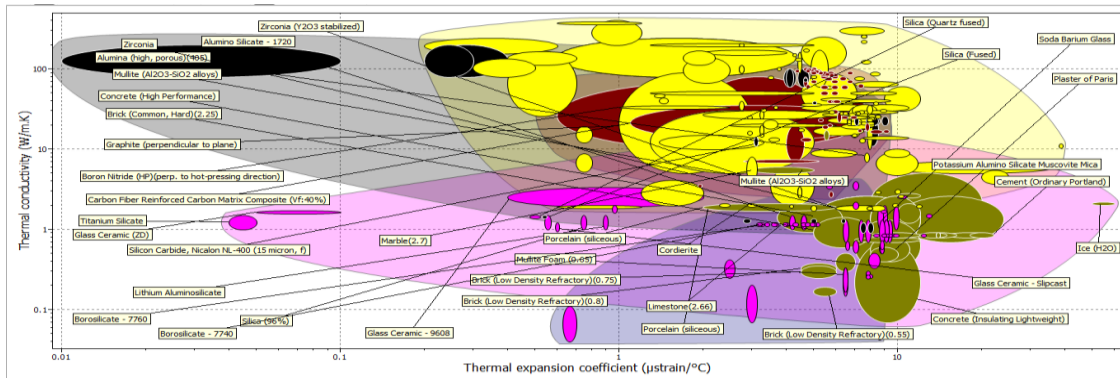 Zirconia (Y2O3 stabilized)
Silica (Quartz fused)
Zirconia
Alumino Silicate - 1720
Soda Barium Glass
Alumina (high, porous)(405)
Silica (Fused)
100
Mullite (Al2O3-SiO2 alloys)
Plaster of Paris
Concrete (High Performance)
Brick (Common, Hard)(2.25)
Thermal conductivity (W/m.K)
Graphite (perpendicular to plane)
10
Boron Nitride (HP)(perp. to hot-pressing direction)
Potassium Alumino Silicate Muscovite Mica
Mullite (Al2O3-SiO2 alloys)
Cement (Ordinary Portland)
Carbon Fiber Reinforced Carbon Matrix Composite (Vf:40%)
Titanium Silicate
1
Glass Ceramic (ZD)
Marble(2.7)
Porcelain (siliceous)
Silicon Carbide, Nicalon NL-400 (15 micron, f)
Cordierite
Ice (H2O)
Mullite Foam (0.65)
Brick (Low Density Refractory)(0.75)
Glass Ceramic - Slipcast
Lithium Aluminosilicate
Brick (Low Density Refractory)(0.8)
Limestone(2.66)
0.1
Borosilicate - 7760
Silica (96%)
Concrete (Insulating Lightweight)
Borosilicate - 7740
Glass Ceramic - 9608
Porcelain (siliceous)
Brick (Low Density Refractory)(0.55)
0.01
0.1
1
10
Thermal expansion coefficient (µstrain/°C)